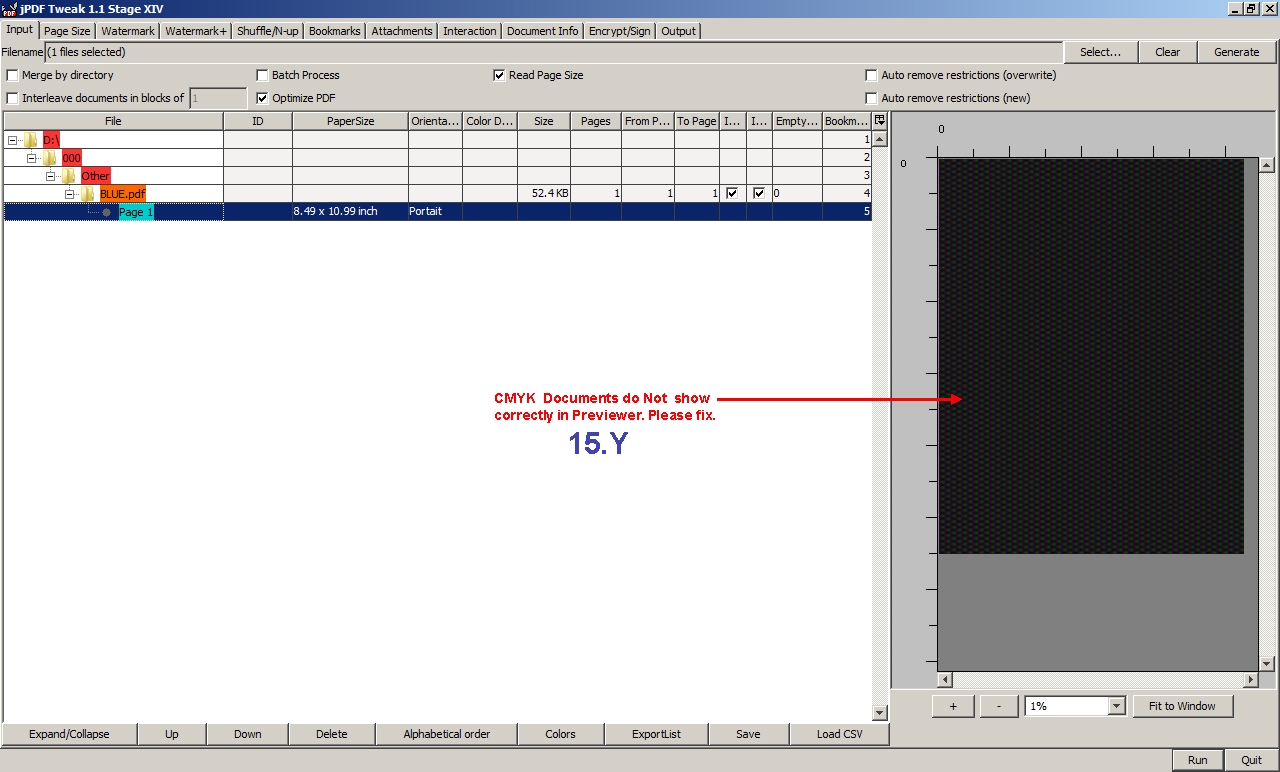 jPDF Tweak 1.1 Stage XIV
Input Page Size Watermark Watermark+ Shuffle/N-up Bookmarks Attachments Interaction Document Info Encrypt/Sign Output
Filename (1 files selected) Select... Clear Generate
Merge by directory Batch Process Read Page Size Auto remove restrictions (overwrite)
Interleave documents in blocks of 1 Optimize PDF Auto remove restrictions (new)
File ID PaperSize Orienta... Color D... Size Pages From P... To Page I... I... Empty... Bookm...
D:\ 1
000 2
Other 3
BLUE.pdf 52.4 KB 1 1 1 0 4
Page 1 8.49 x 10.99 inch Portait 5
0
0
CMYK Documents do Not show
correctly in Previewer. Please fix.
15.Y
+ - 1% Fit to Window
Expand/Collapse Up Down Delete Alphabetical order Colors ExportList Save Load CSV
Run Quit